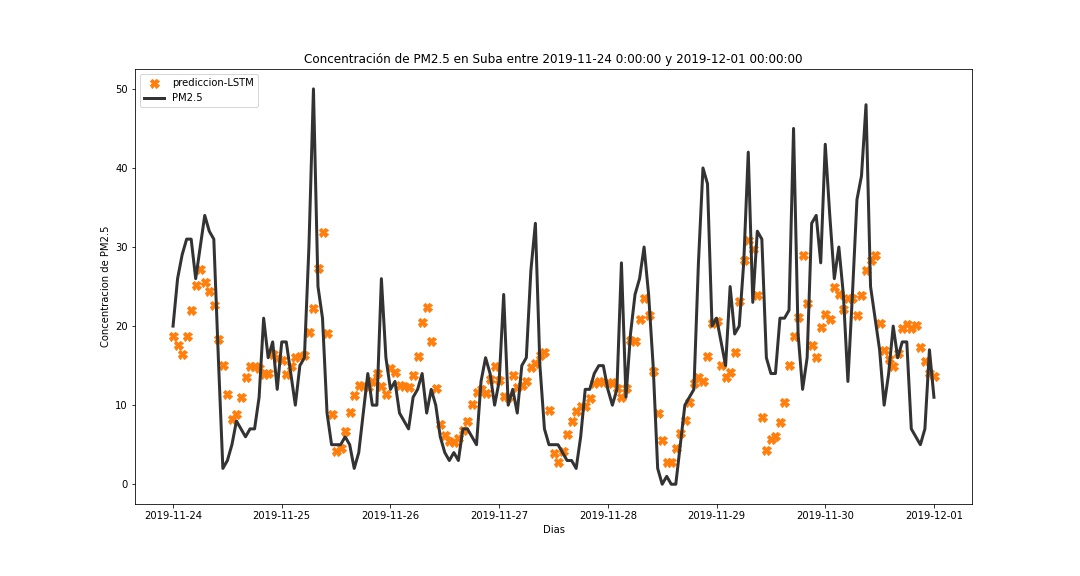 Concentración de PM2.5 en Suba entre 2019-11-24 0:00:00 y 2019-12-01 00:00:00
prediccion-LSTM
PM2.5
50
40
30
20
10
0
Concentracion de PM2.5
2019-11-24 2019-11-25 2019-11-26 2019-11-27 2019-11-28 2019-11-29 2019-11-30 2019-12-01
Dias